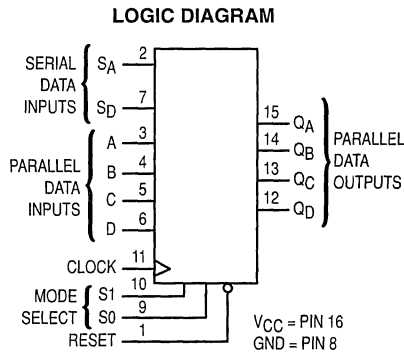 LOGIC DIAGRAM
SERIAL
DATA
INPUTS
SA 2
SD 7
PARALLEL
DATA
INPUTS
A 3
B 4
C 5
D 6
15 QA
14 QB
13 QC
12 QD
PARALLEL
DATA
OUTPUTS
CLOCK 11
MODE
SELECT
S1 10
S0 9
RESET 1
VCC = PIN 16
GND = PIN 8